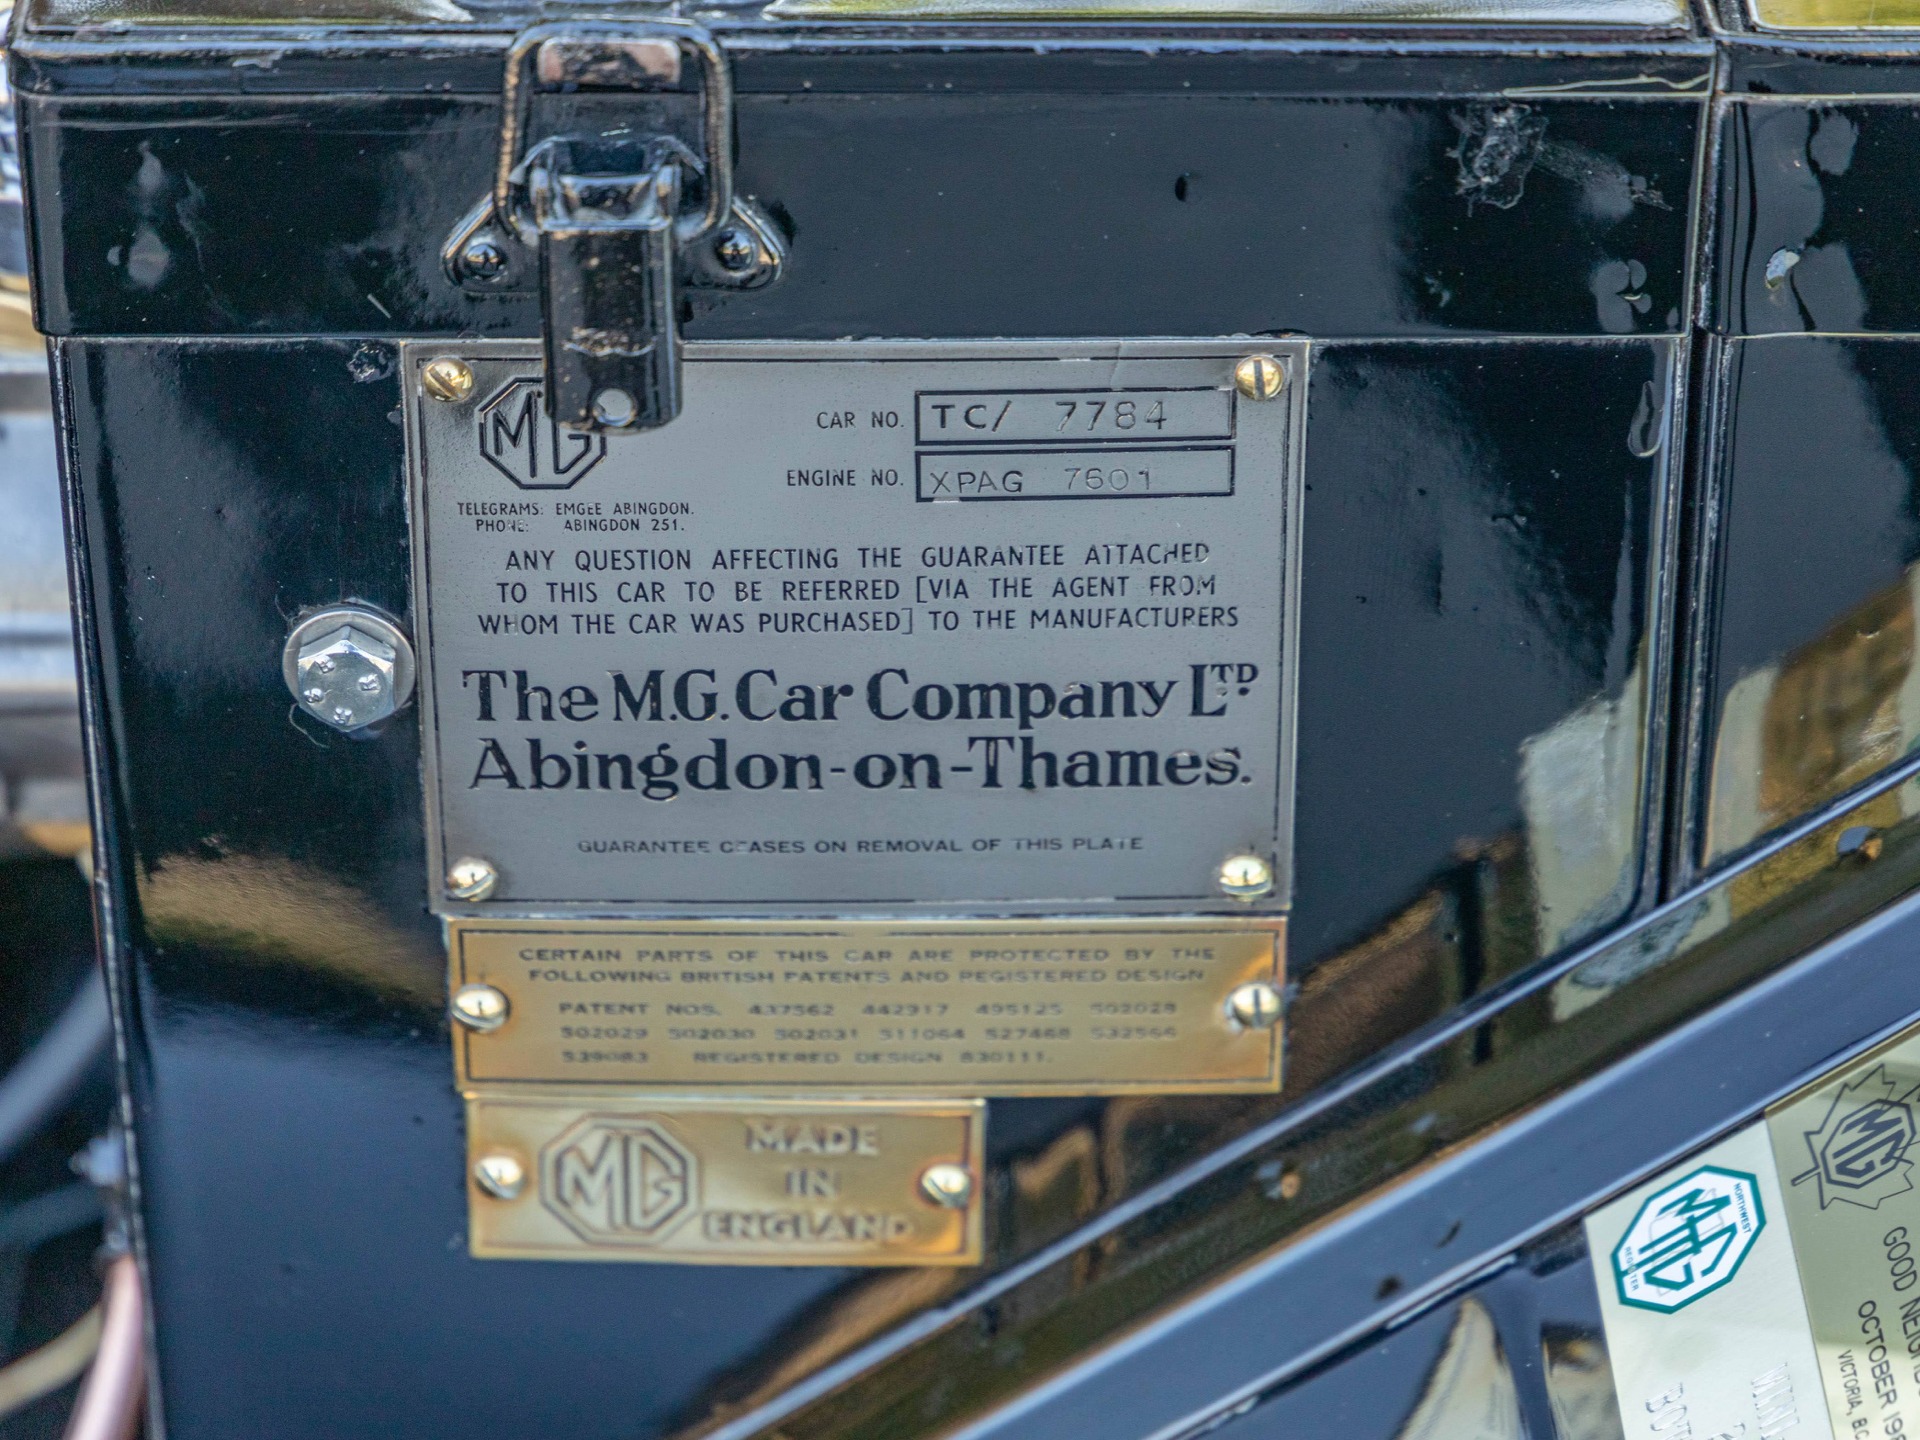 MG
CAR NO. TC/ 7784
ENGINE NO. XPAG 7601
TELEGRAMS: EMGEE ABINGDON.
PHONE: ABINGDON 251.
ANY QUESTION AFFECTING THE GUARANTEE ATTACHED
TO THIS CAR TO BE REFERRED [VIA THE AGENT FROM
WHOM THE CAR WAS PURCHASED] TO THE MANUFACTURERS
The M.G. Car Company LTD.
Abingdon-on-Thames.
GUARANTEE CEASES ON REMOVAL OF THIS PLATE
CERTAIN PARTS OF THIS CAR ARE PROTECTED BY THE
FOLLOWING BRITISH PATENTS AND REGISTERED DESIGN
PATENT NOS. 437562 442917 495125 502028
502029 502030 502031 511064 527468 532566
539083 REGISTERED DESIGN 830111.
MG
MADE
IN
ENGLAND
NORTHWEST
MG
REGISTER
MG
GOOD
OCTOBER
VICTORIA, B.C.